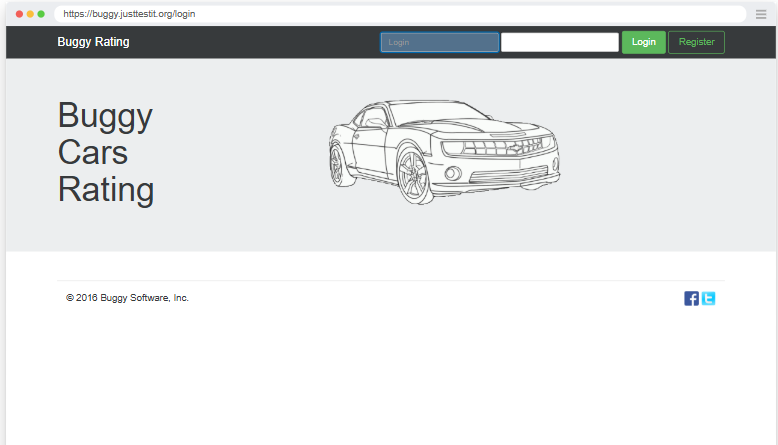 https://buggy.justtestit.org/login
Buggy Rating
Login
Login
Register
Buggy
Cars
Rating
© 2016 Buggy Software, Inc.